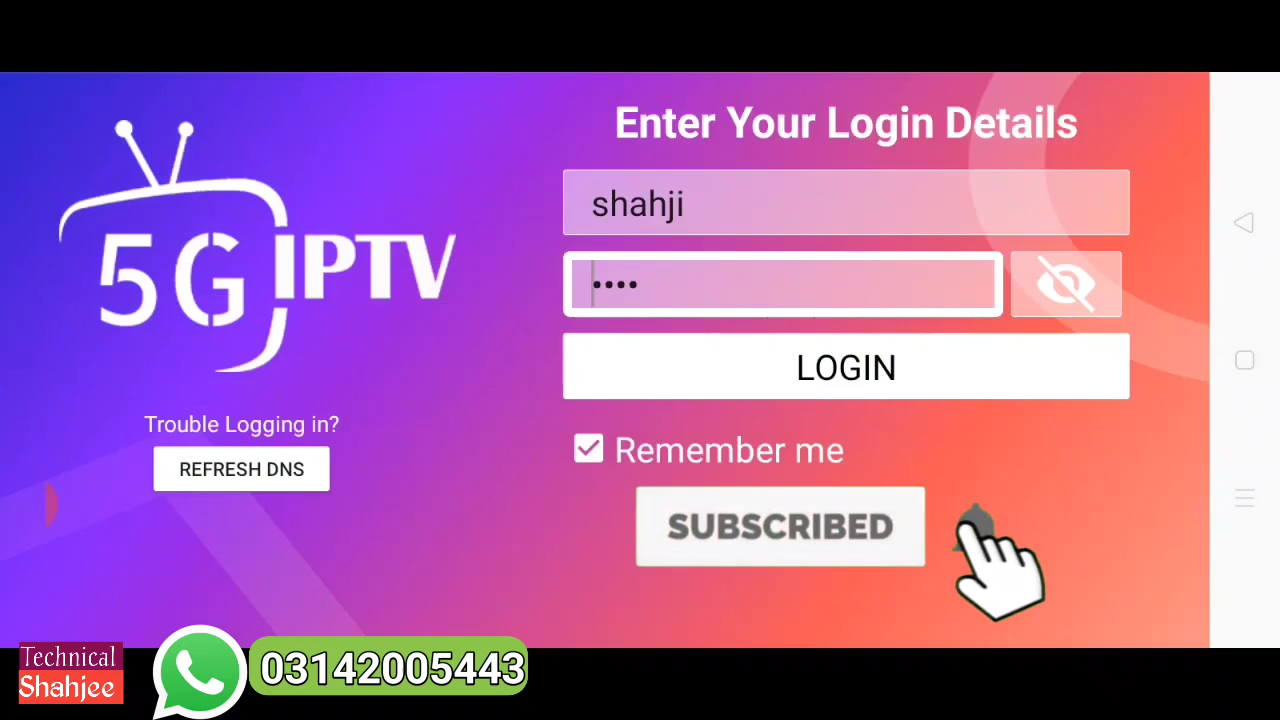 5G IPTV
Trouble Logging in?
REFRESH DNS
Enter Your Login Details
shahji
••••
LOGIN
Remember me
SUBSCRIBED
Technical
Shahjee
03142005443